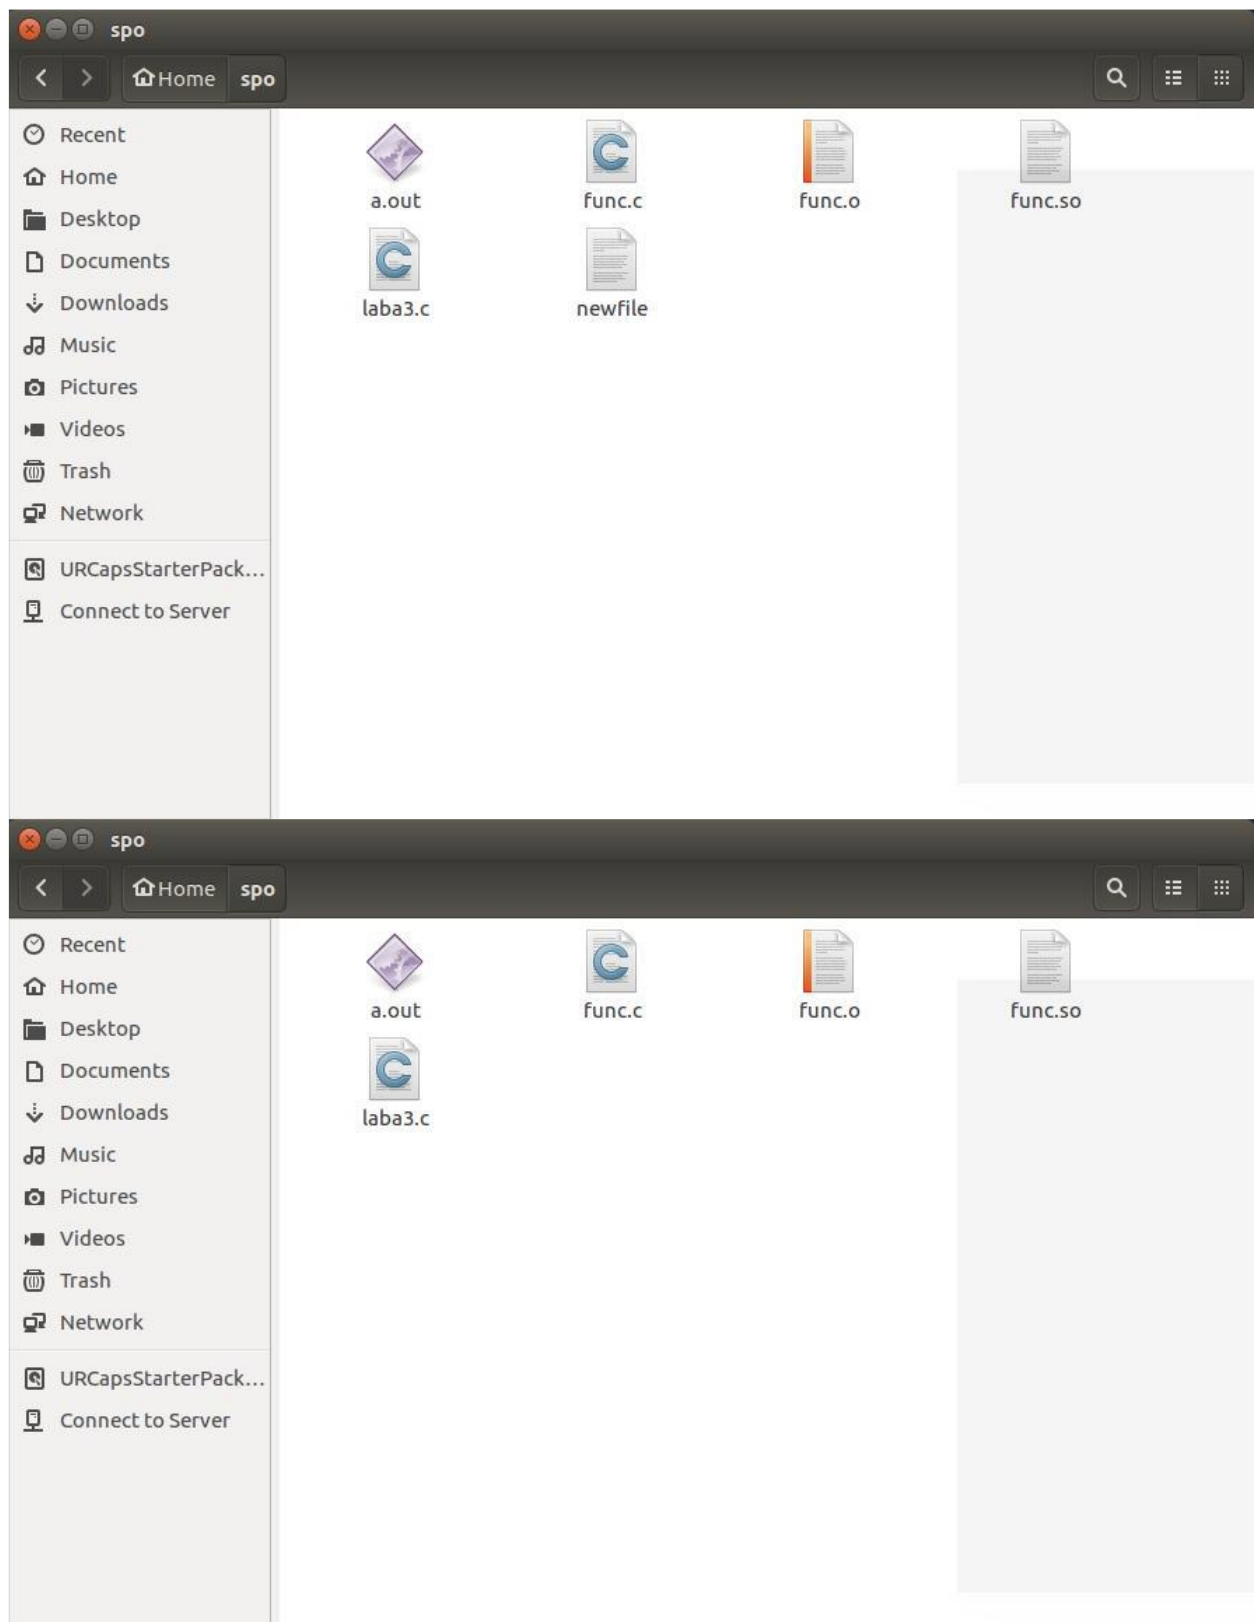 spo
Home spo
Recent
Home
Desktop
Documents
Downloads
Music
Pictures
Videos
Trash
Network
URCapsStarterPack...
Connect to Server
a.out func.c func.o func.so
laba3.c newfile
spo
Home spo
Recent
Home
Desktop
Documents
Downloads
Music
Pictures
Videos
Trash
Network
URCapsStarterPack...
Connect to Server
a.out func.c func.o func.so
laba3.c